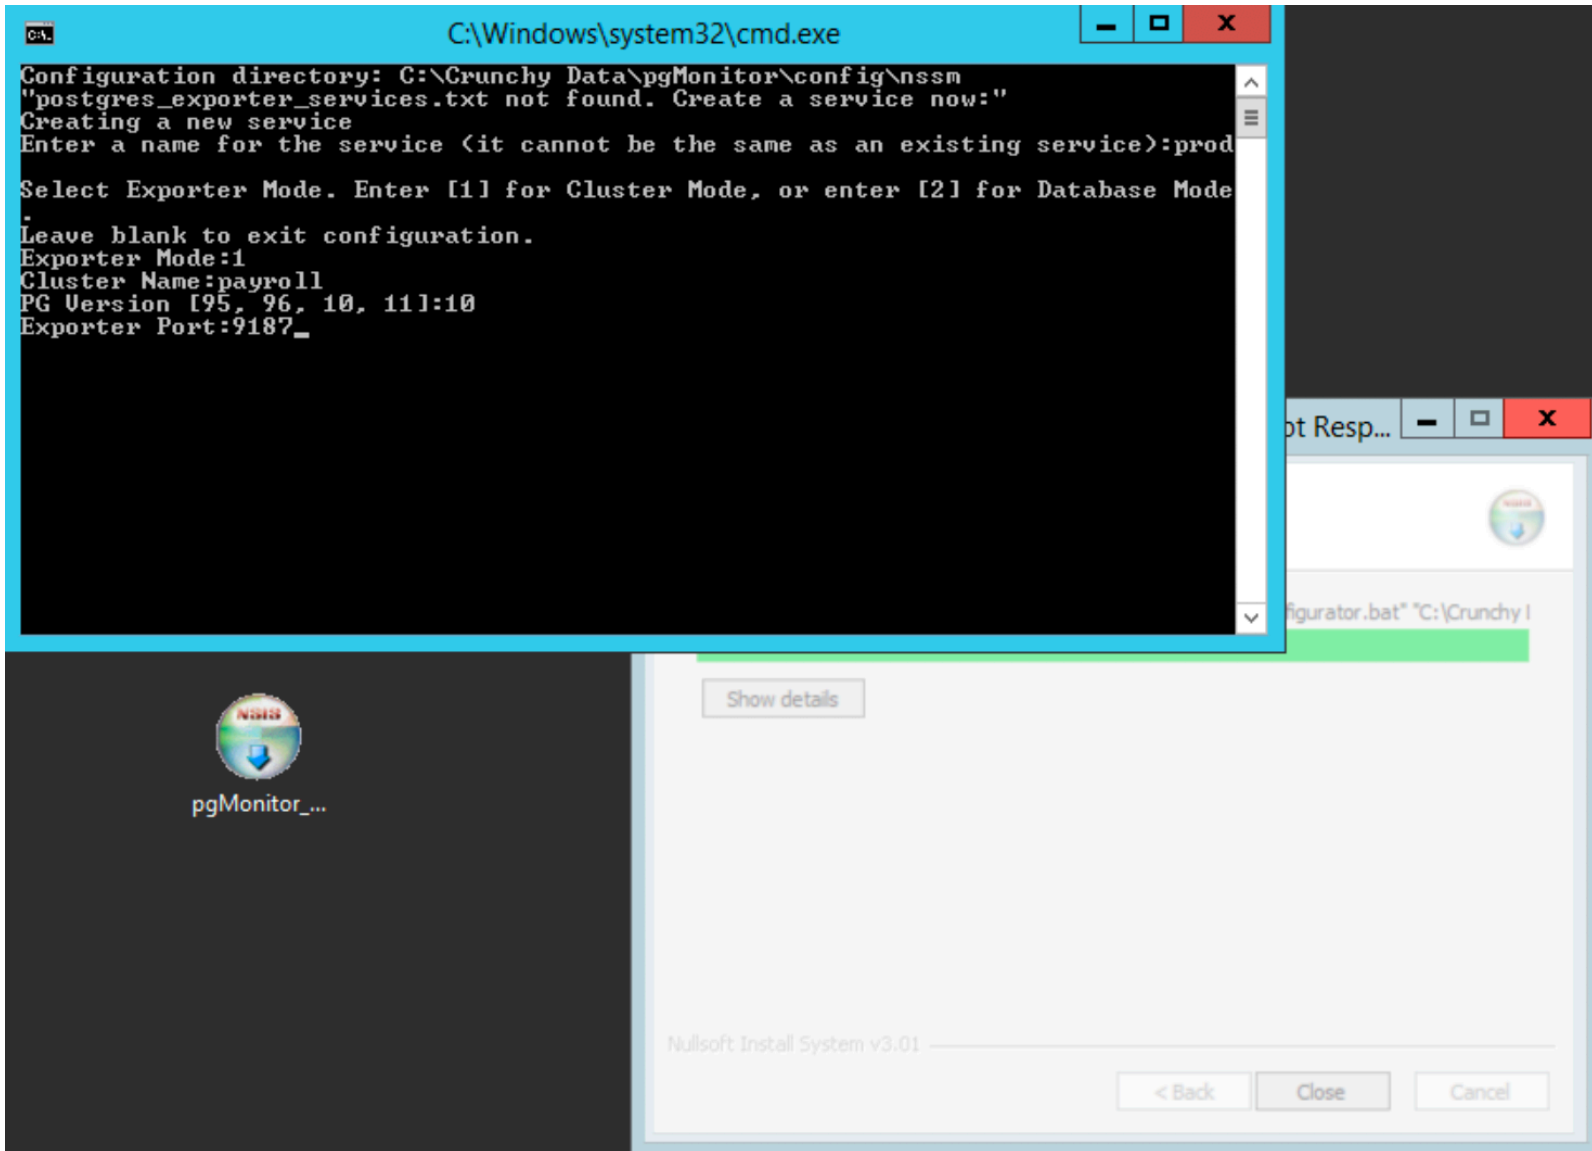 C:\Windows\system32\cmd.exe
Configuration directory: C:\Crunchy Data\pgMonitor\config\nssm
"postgres_exporter_services.txt not found. Create a service now:"
Creating a new service
Enter a name for the service (it cannot be the same as an existing service):prod
Select Exporter Mode. Enter [1] for Cluster Mode, or enter [2] for Database Mode
.
Leave blank to exit configuration.
Exporter Mode:1
Cluster Name:payroll
PG Version [95, 96, 10, 11]:10
Exporter Port:9187_
ot Resp...
figurator.bat" "C:\Crunchy I
Show details
NSIS
pgMonitor_...
Nullsoft Install System v3.01
< Back
Close
Cancel